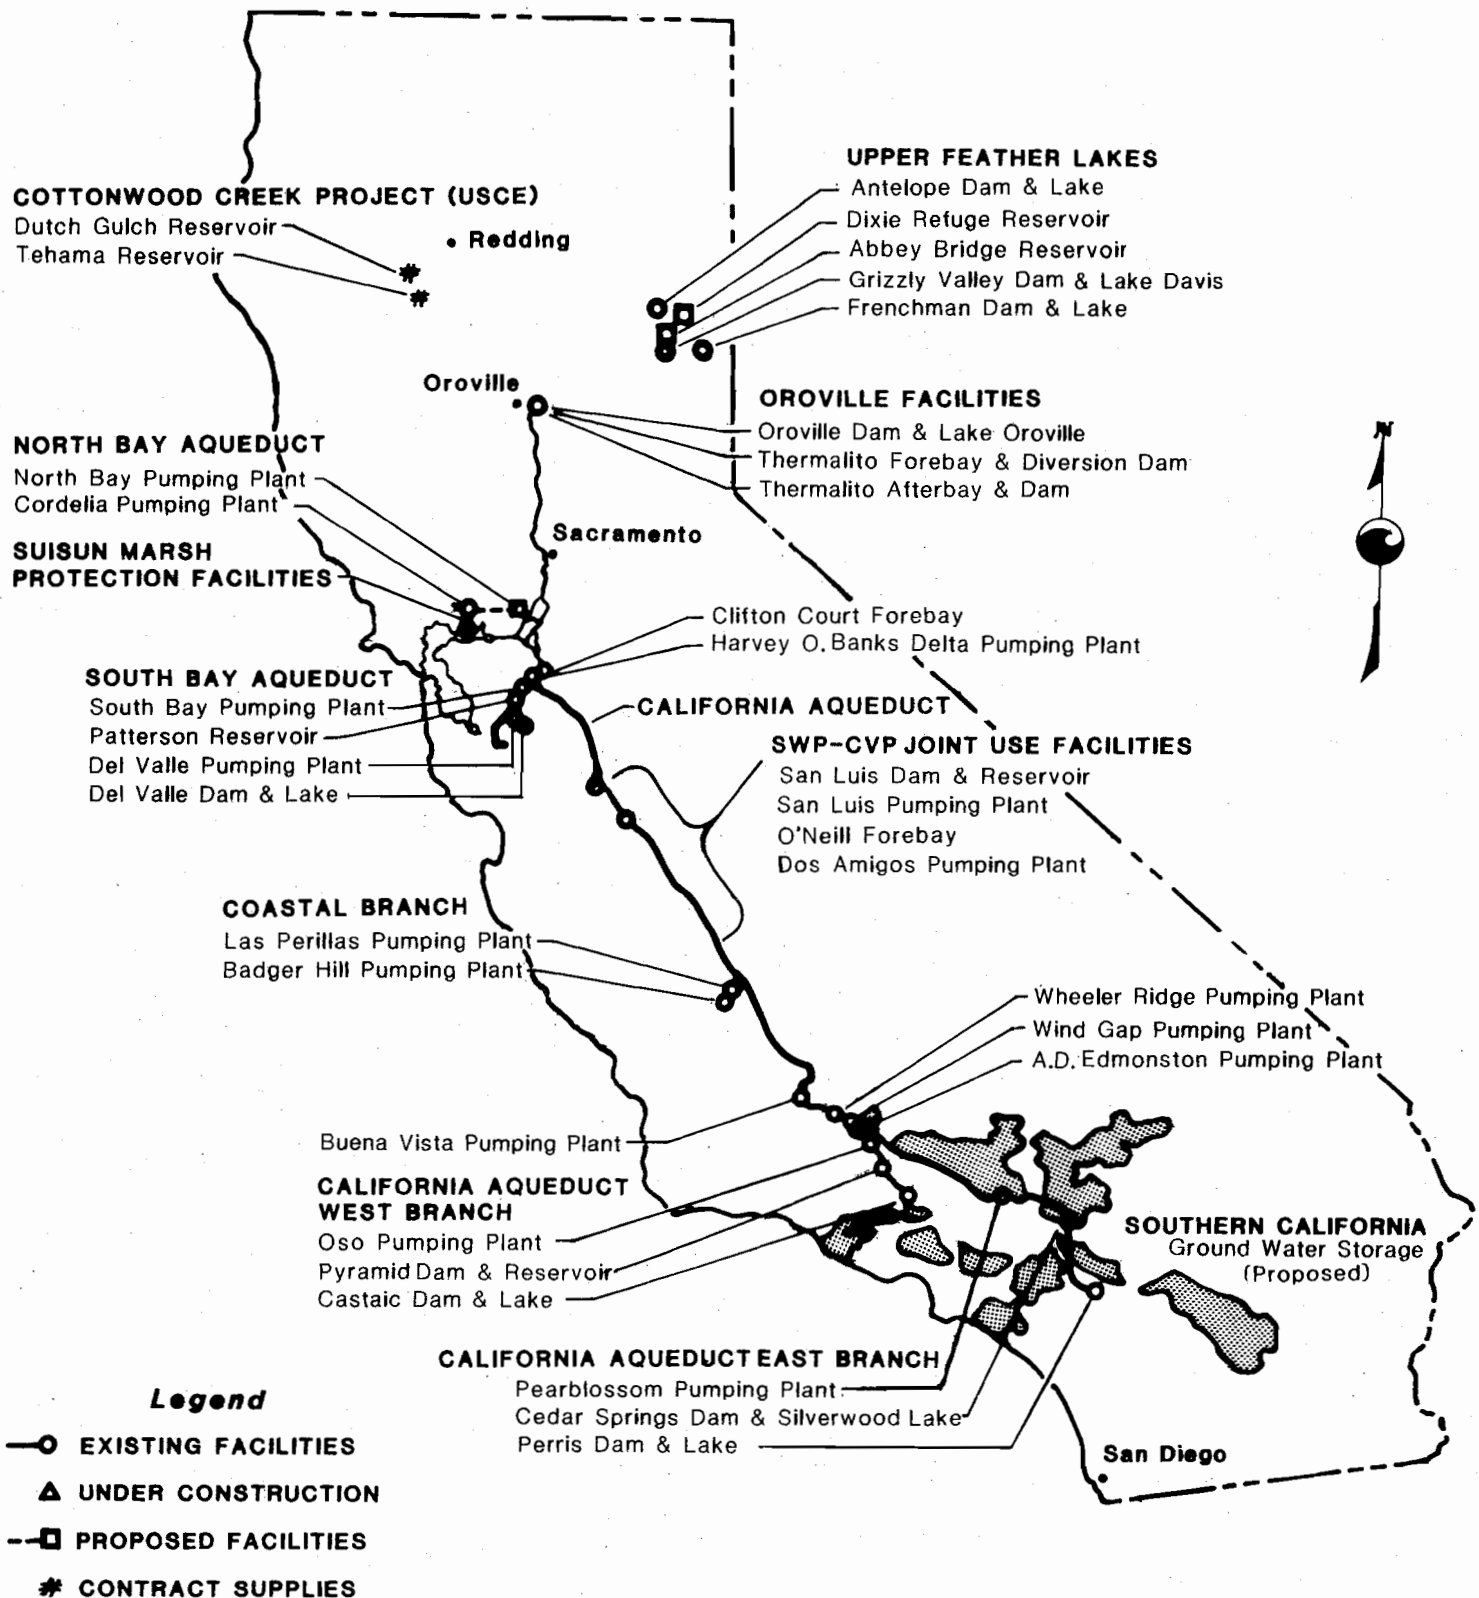 UPPER FEATHER LAKES
Antelope Dam & Lake
Dixie Refuge Reservoir
Abbey Bridge Reservoir
Grizzly Valley Dam & Lake Davis
Frenchman Dam & Lake
COTTONWOOD CREEK PROJECT (USCE)
Dutch Gulch Reservoir
Tehama Reservoir
Redding
Oroville
OROVILLE FACILITIES
Oroville Dam & Lake Oroville
Thermalito Forebay & Diversion Dam
Thermalito Afterbay & Dam
N
NORTH BAY AQUEDUCT
North Bay Pumping Plant
Cordelia Pumping Plant
Sacramento
SUISUN MARSH
PROTECTION FACILITIES
Clifton Court Forebay
Harvey O. Banks Delta Pumping Plant
SOUTH BAY AQUEDUCT
South Bay Pumping Plant
Patterson Reservoir
Del Valle Pumping Plant
Del Valle Dam & Lake
CALIFORNIA AQUEDUCT
SWP-CVP JOINT USE FACILITIES
San Luis Dam & Reservoir
San Luis Pumping Plant
O'Neill Forebay
Dos Amigos Pumping Plant
COASTAL BRANCH
Las Perillas Pumping Plant
Badger Hill Pumping Plant
Wheeler Ridge Pumping Plant
Wind Gap Pumping Plant
A.D. Edmonston Pumping Plant
Buena Vista Pumping Plant
CALIFORNIA AQUEDUCT
WEST BRANCH
Oso Pumping Plant
Pyramid Dam & Reservoir
Castaic Dam & Lake
SOUTHERN CALIFORNIA
Ground Water Storage
(Proposed)
CALIFORNIA AQUEDUCT EAST BRANCH
Pearblossom Pumping Plant
Cedar Springs Dam & Silverwood Lake
Perris Dam & Lake
San Diego
Legend
EXISTING FACILITIES
UNDER CONSTRUCTION
PROPOSED FACILITIES
CONTRACT SUPPLIES